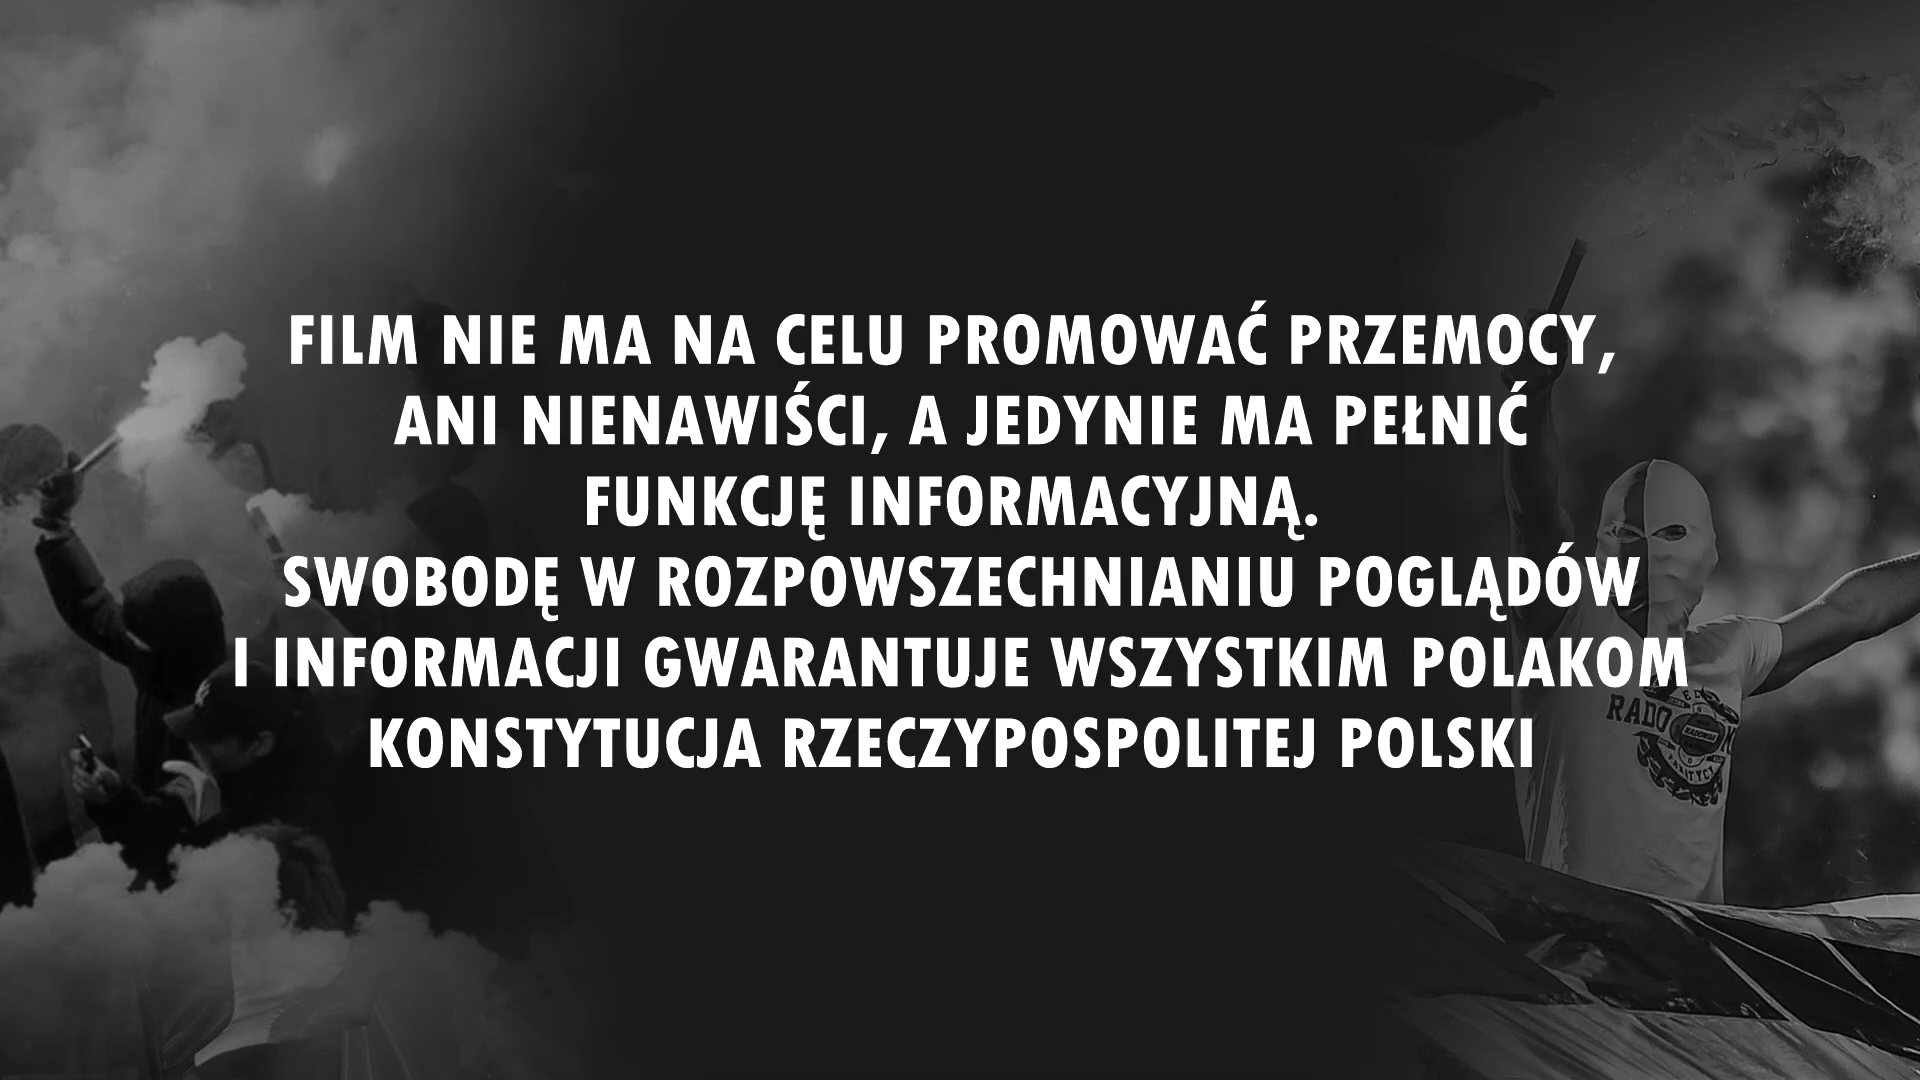 FILM NIE MA NA CELU PROMOWAĆ PRZEMOCY,
ANI NIENAWIŚCI, A JEDYNIE MA PEŁNIĆ
FUNKCJĘ INFORMACYJNĄ.
SWOBODĘ W ROZPOWSZECHNIANIU POGLĄDÓW
I INFORMACJI GWARANTUJE WSZYSTKIM POLAKOM
KONSTYTUCJA RZECZYPOSPOLITEJ POLSKI